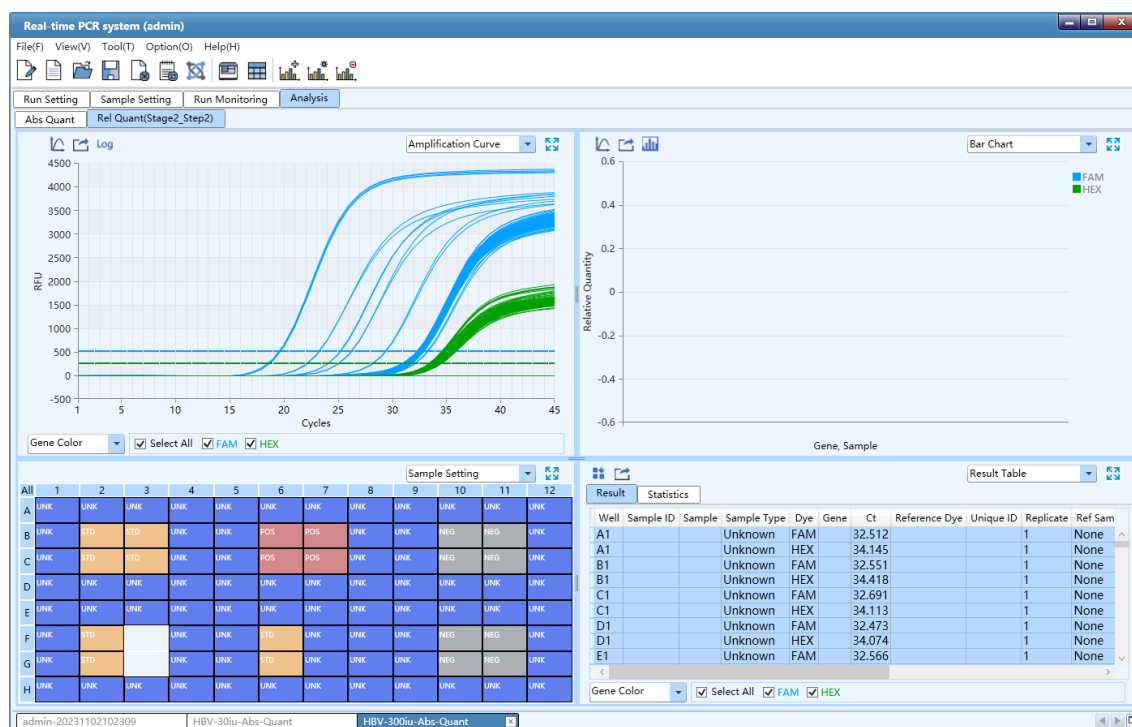 Real-time PCR system (admin)
File(F) View(V) Tool(T) Option(O) Help(H)
Run Setting Sample Setting Run Monitoring Analysis
Abs Quant Rel Quant(Stage2_Step2)
Log Amplification Curve
4500
4000
3500
3000
2500
2000
1500
1000
500
0
-500
RFU
1 5 10 15 20 25 30 35 40 45
Cycles
Gene Color Select All FAM HEX
Bar Chart
FAM
HEX
0.6
0.4
0.2
0
-0.2
-0.4
-0.6
Relative Quantity
Gene, Sample
Sample Setting
All 1 2 3 4 5 6 7 8 9 10 11 12
A UNK UNK UNK UNK UNK UNK UNK UNK UNK UNK UNK UNK
B UNK STD STD UNK UNK POS POS UNK UNK NEG NEG UNK
C UNK STD STD UNK UNK POS POS UNK UNK NEG NEG UNK
D UNK UNK UNK UNK UNK UNK UNK UNK UNK UNK UNK UNK
E UNK UNK UNK UNK UNK UNK UNK UNK UNK UNK UNK UNK
F UNK STD UNK UNK STD UNK UNK UNK NEG NEG UNK
G UNK STD UNK UNK STD UNK UNK UNK NEG NEG UNK
H UNK UNK UNK UNK UNK UNK UNK UNK UNK UNK UNK UNK
Result Table
Result Statistics
Well Sample ID Sample Sample Type Dye Gene Ct Reference Dye Unique ID Replicate Ref Sam
A1 Unknown FAM 32.512 1 None
A1 Unknown HEX 34.145 1 None
B1 Unknown FAM 32.551 1 None
B1 Unknown HEX 34.418 1 None
C1 Unknown FAM 32.691 1 None
C1 Unknown HEX 34.113 1 None
D1 Unknown FAM 32.473 1 None
D1 Unknown HEX 34.074 1 None
E1 Unknown FAM 32.566 1 None
Gene Color Select All FAM HEX
admin-20231102102309 HBV-30iu-Abs-Quant HBV-300iu-Abs-Quant